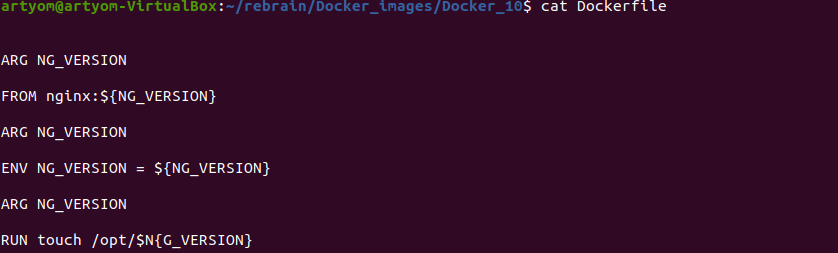 artyom@artyom-VirtualBox:~/rebrain/Docker_images/Docker_10$ cat Dockerfile
ARG NG_VERSION
FROM nginx:${NG_VERSION}
ARG NG_VERSION
ENV NG_VERSION = ${NG_VERSION}
ARG NG_VERSION
RUN touch /opt/$N{G_VERSION}